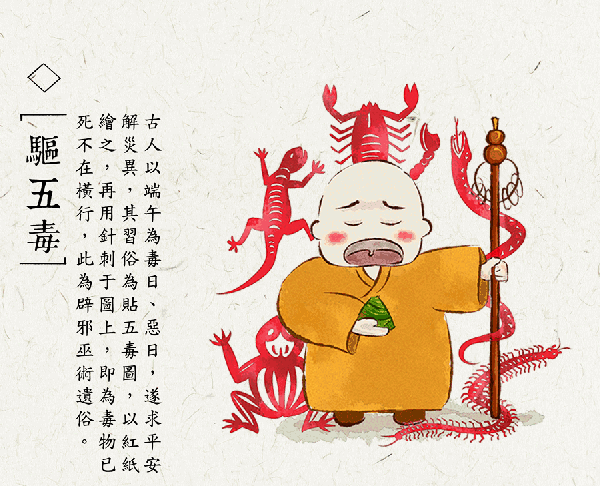 驅五毒
古人以端午為毒日、惡日，遂求平安
解災異，其習俗為貼五毒圖，以紅紙
繪之，再用針刺于圖上，即為毒物已
死不在橫行，此為辟邪巫術遺俗。